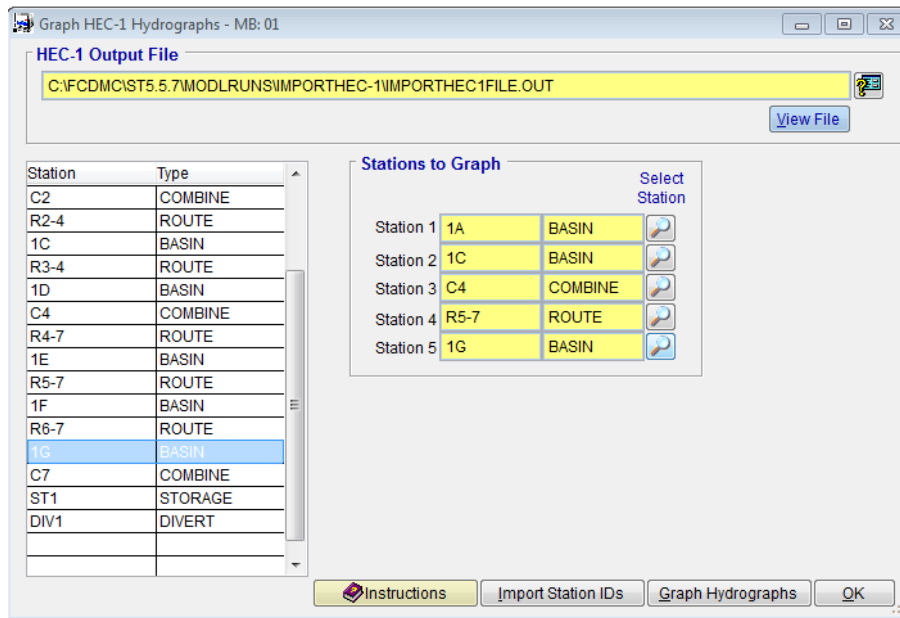 Graph HEC-1 Hydrographs - MB: 01
HEC-1 Output File
C:\FCDMC\ST5.5.7\MODLRUNS\IMPORTHEC-1\IMPORTHEC1FILE.OUT
View File
Station Type
C2 COMBINE
R2-4 ROUTE
1C BASIN
R3-4 ROUTE
1D BASIN
C4 COMBINE
R4-7 ROUTE
1E BASIN
R5-7 ROUTE
1F BASIN
R6-7 ROUTE
1G BASIN
C7 COMBINE
ST1 STORAGE
DIV1 DIVERT
Stations to Graph
Select
Station
Station 1 1A BASIN
Station 2 1C BASIN
Station 3 C4 COMBINE
Station 4 R5-7 ROUTE
Station 5 1G BASIN
Instructions Import Station IDs Graph Hydrographs OK